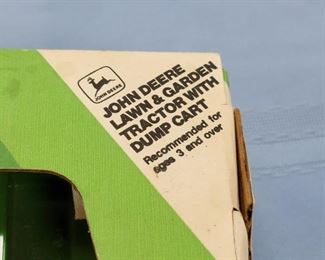 JOHN DEERE
JOHN DEERE
LAWN & GARDEN
TRACTOR WITH
DUMP CART
Recommended for
ages 3 and over